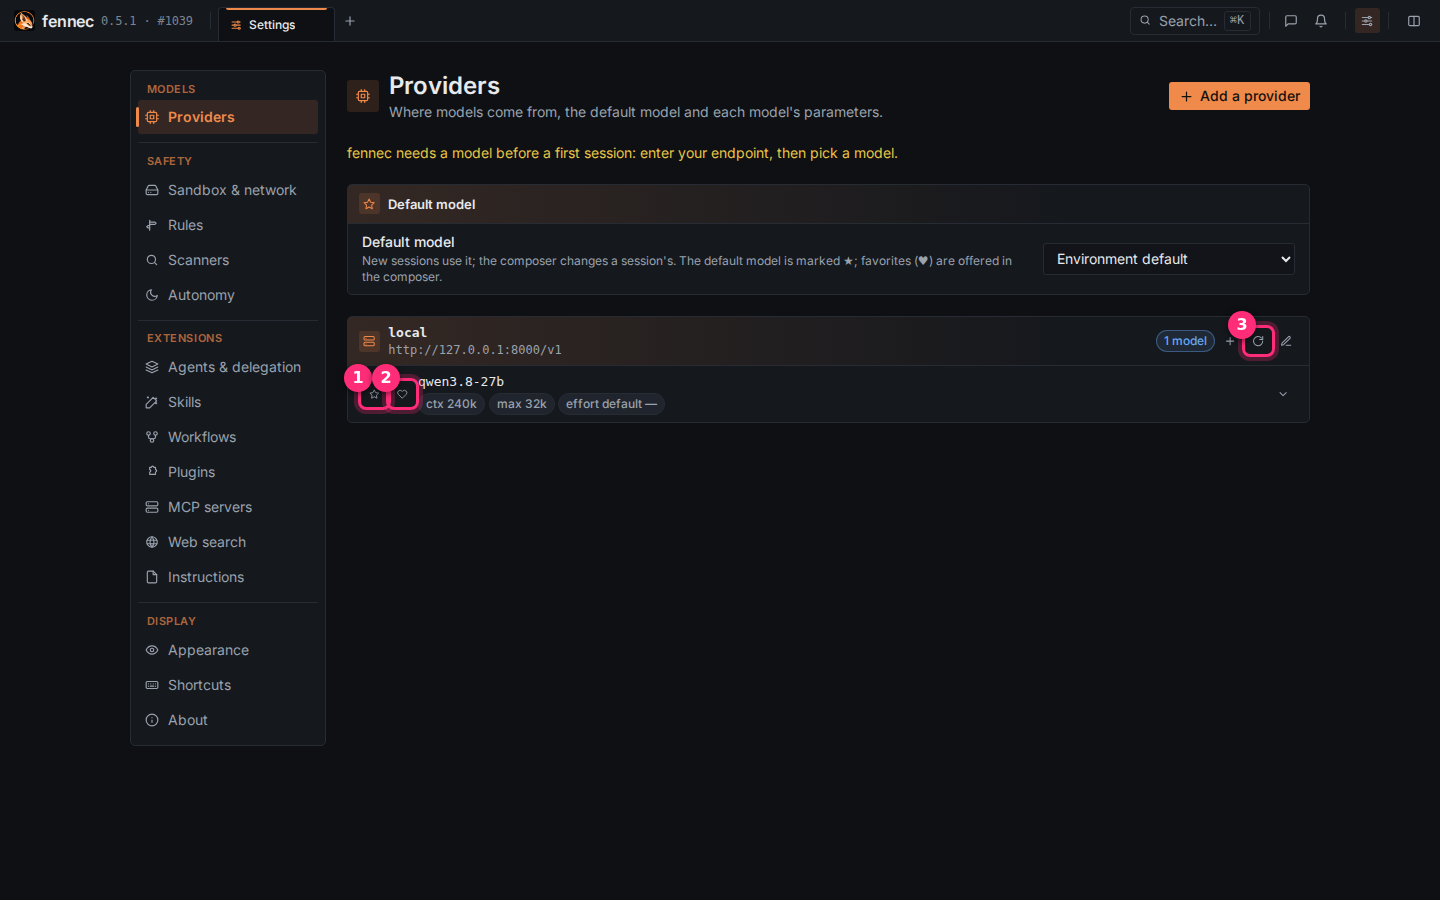 fennec 0.5.1 · #1039
Settings
Search... ⌘K
MODELS
Providers
SAFETY
Sandbox & network
Rules
Scanners
Autonomy
EXTENSIONS
Agents & delegation
Skills
Workflows
Plugins
MCP servers
Web search
Instructions
DISPLAY
Appearance
Shortcuts
About
Providers
Where models come from, the default model and each model's parameters.
+ Add a provider
fennec needs a model before a first session: enter your endpoint, then pick a model.
Default model
Default model
New sessions use it; the composer changes a session's. The default model is marked ★; favorites (♥) are offered in
the composer.
Environment default
local
http://127.0.0.1:8000/v1
1 model
3
1 2
qwen3.8-27b
ctx 240k max 32k effort default —